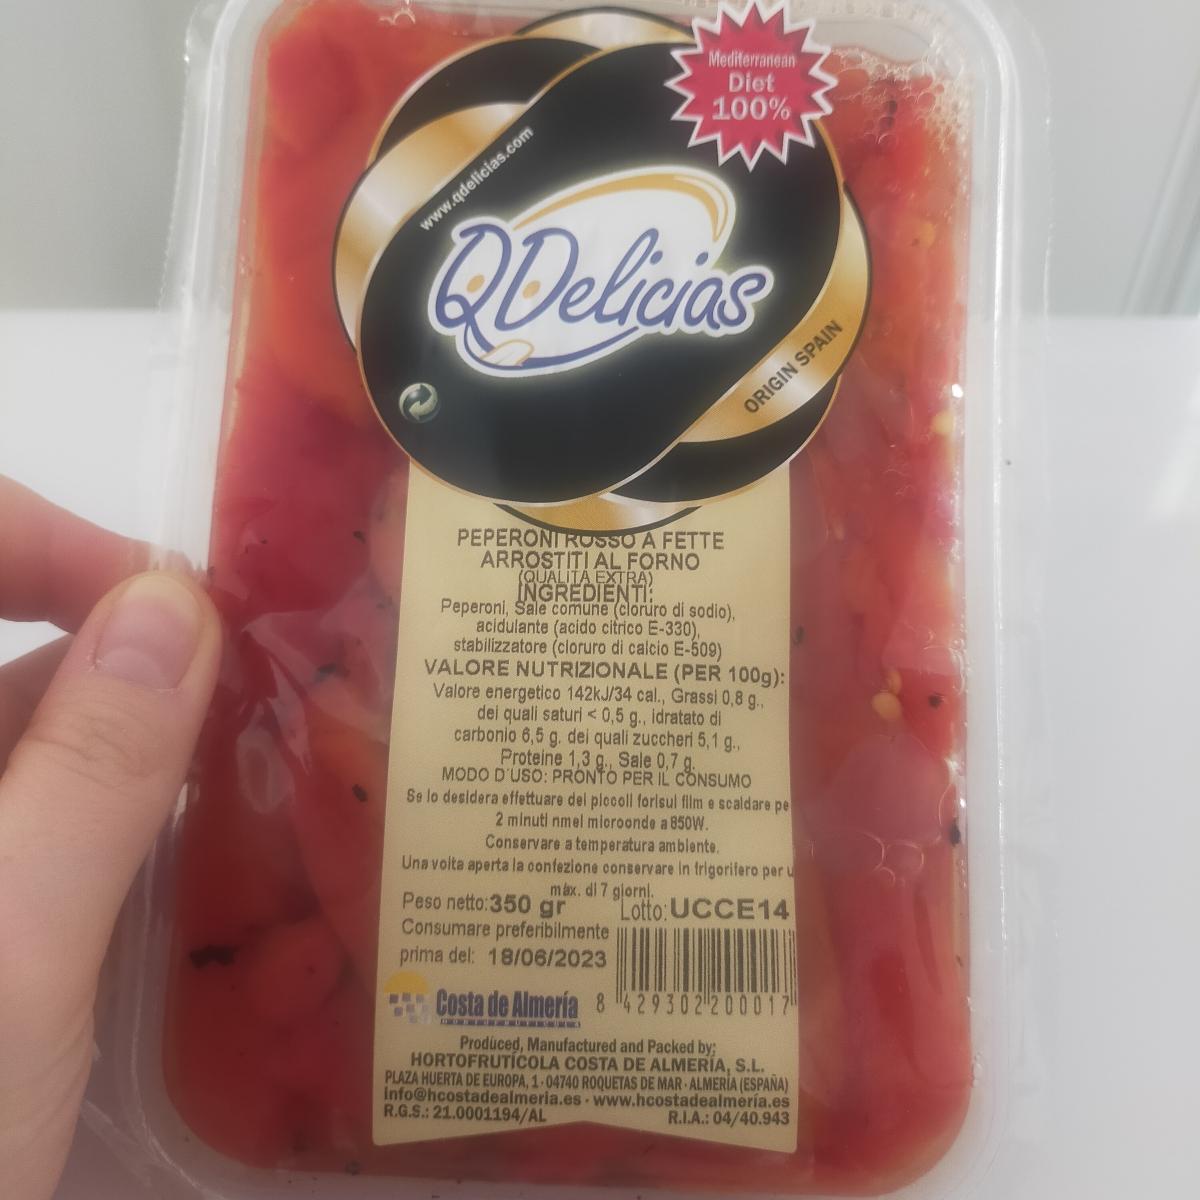 Mediterranean
Diet
100%
www.qdelicias.com
QDelicias
ORIGIN SPAIN
PEPERONI ROSSO A FETTE
ARROSTITI AL FORNO
(QUALITA EXTRA)
INGREDIENTI:
Peperoni, Sale comune (cloruro di sodio),
acidulante (acido citrico E-330),
stabilizzatore (cloruro di calcio E-509)
VALORE NUTRIZIONALE (PER 100g):
Valore energetico 142kJ/34 cal., Grassi 0,8 g.,
dei quali saturi < 0,5 g., idratato di
carbonio 6,5 g. dei quali zuccheri 5,1 g.,
Proteine 1,3 g., Sale 0,7 g.
MODO D'USO: PRONTO PER IL CONSUMO
Se lo desidera effettuare dei piccoli forisul film e scaldare pe
2 minuti nmel microonde a 850W.
Conservare a temperatura ambiente.
Una volta aperta la confezione conservare in frigorifero per u
máx. di 7 giorni.
Peso netto: 350 gr Lotto: UCCE14
Consumare preferibilmente
prima del: 18/06/2023
Costa de Almería
HORTOFRUTICOLA
8 429302 200017
Produced, Manufactured and Packed by:
HORTOFRUTÍCOLA COSTA DE ALMERÍA, S.L.
PLAZA HUERTA DE EUROPA, 1 - 04740 ROQUETAS DE MAR - ALMERÍA (ESPAÑA)
info@hcostadealmeria.es - www.hcostadealmería.es
R.G.S.: 21.0001194/AL R.I.A.: 04/40.943